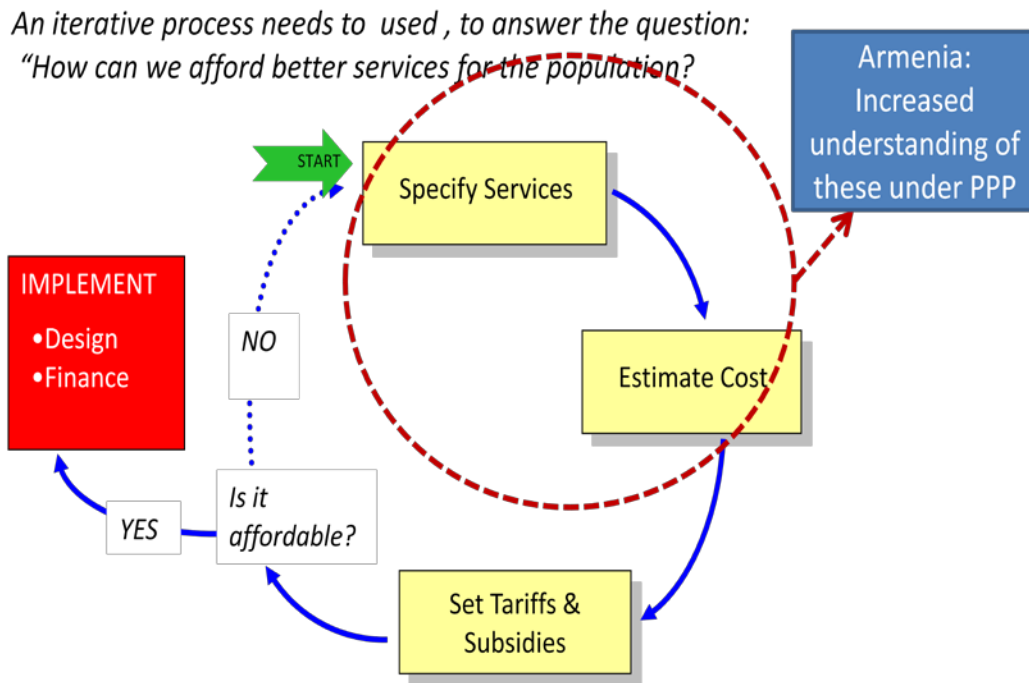 An iterative process needs to  used , to answer the question:
“How can we afford better services for the population?
Armenia:
Increased
understanding of
these under PPP
START
Specify Services
IMPLEMENT
•Design
•Finance
NO
Estimate Cost
Is it
affordable?
YES
Set Tariffs &
Subsidies